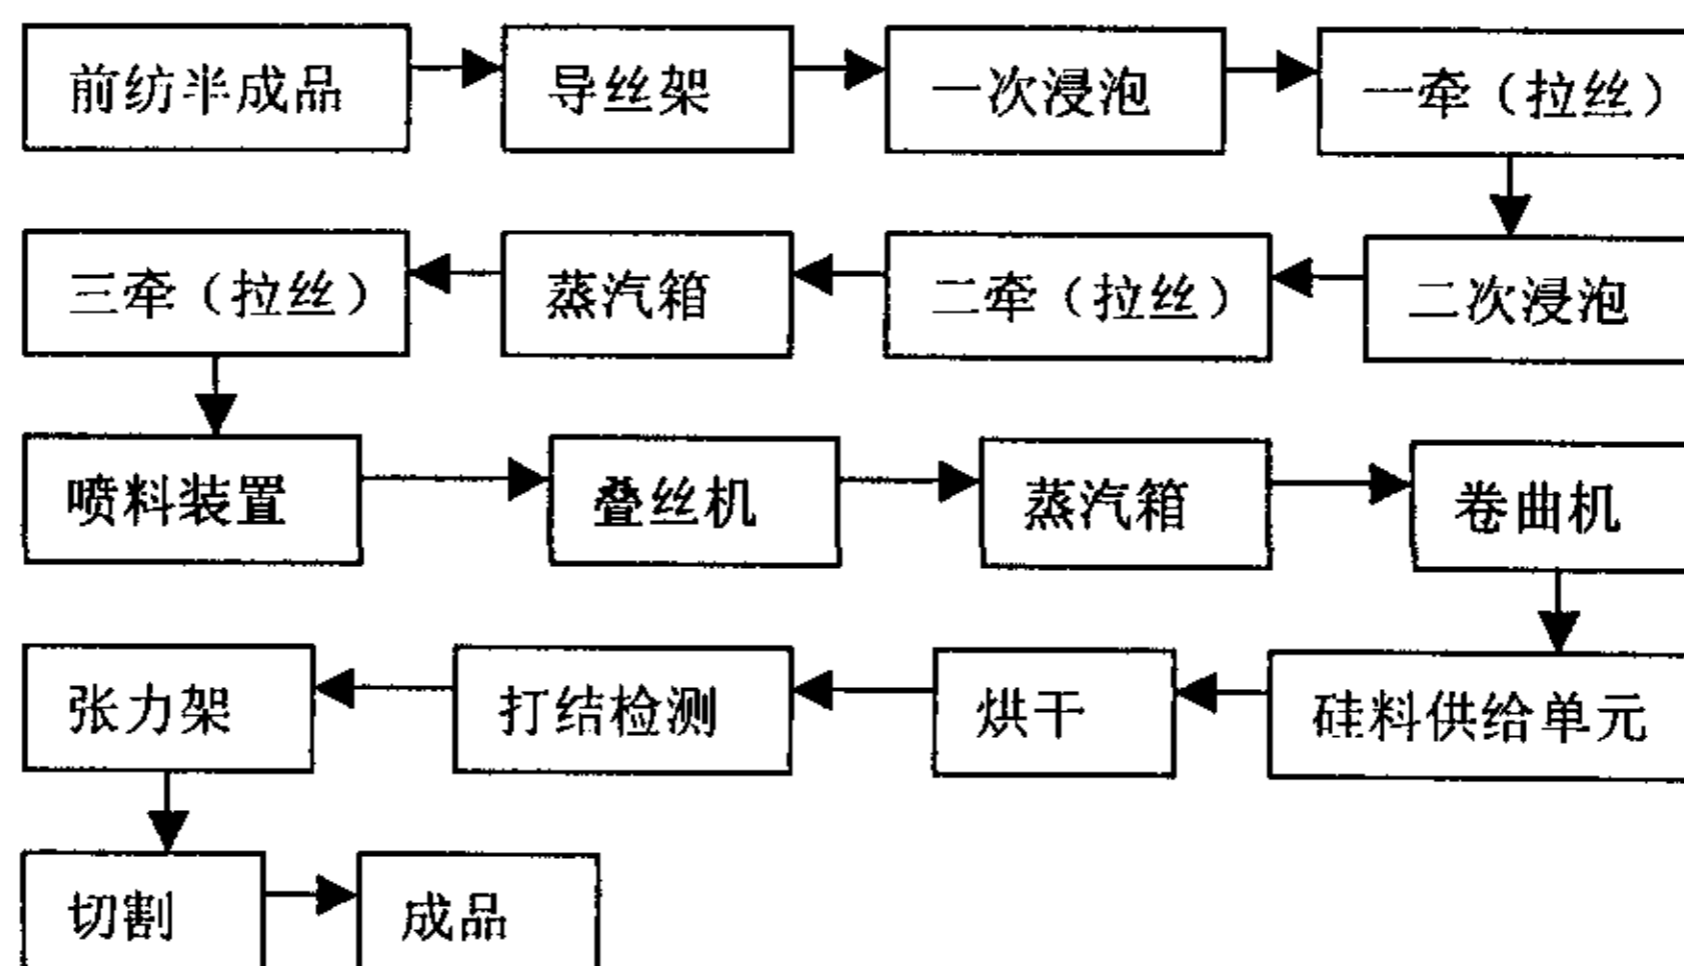 前纺半成品
导丝架
一次浸泡
一牵（拉丝）
三牵（拉丝）
蒸汽箱
二牵（拉丝）
二次浸泡
喷料装置
叠丝机
蒸汽箱
卷曲机
张力架
打结检测
烘干
硅料供给单元
切割
成品